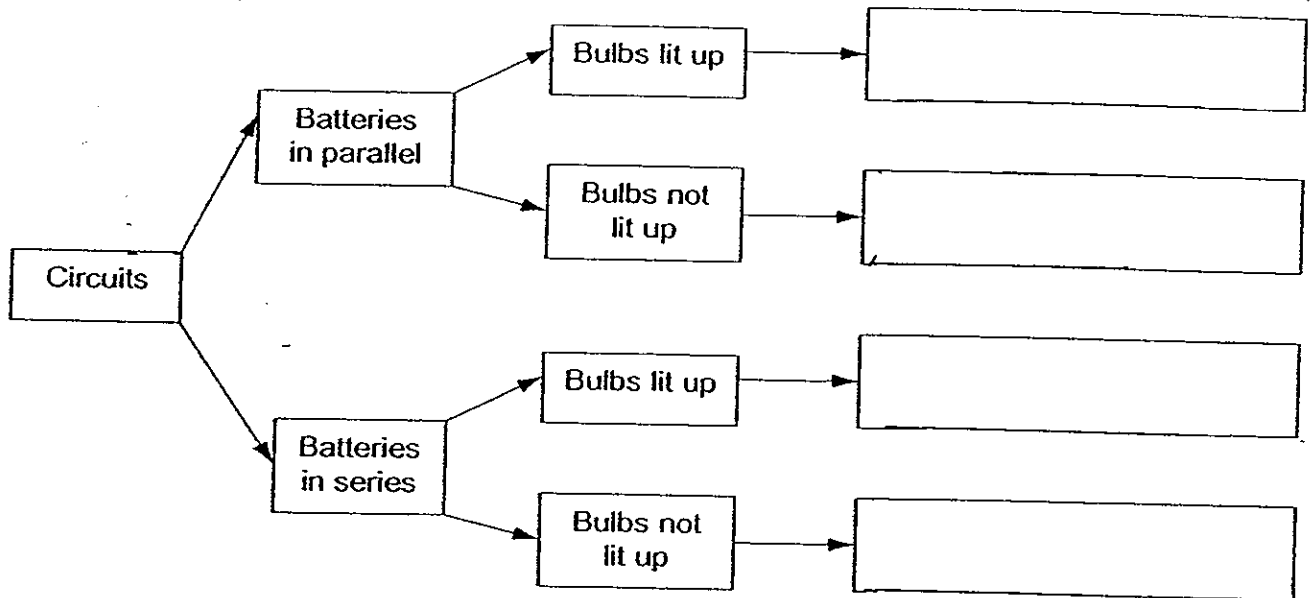 Bulbs lit up
Batteries
in parallel
Bulbs not
lit up
Circuits
Bulbs lit up
Batteries
in series
Bulbs not
lit up